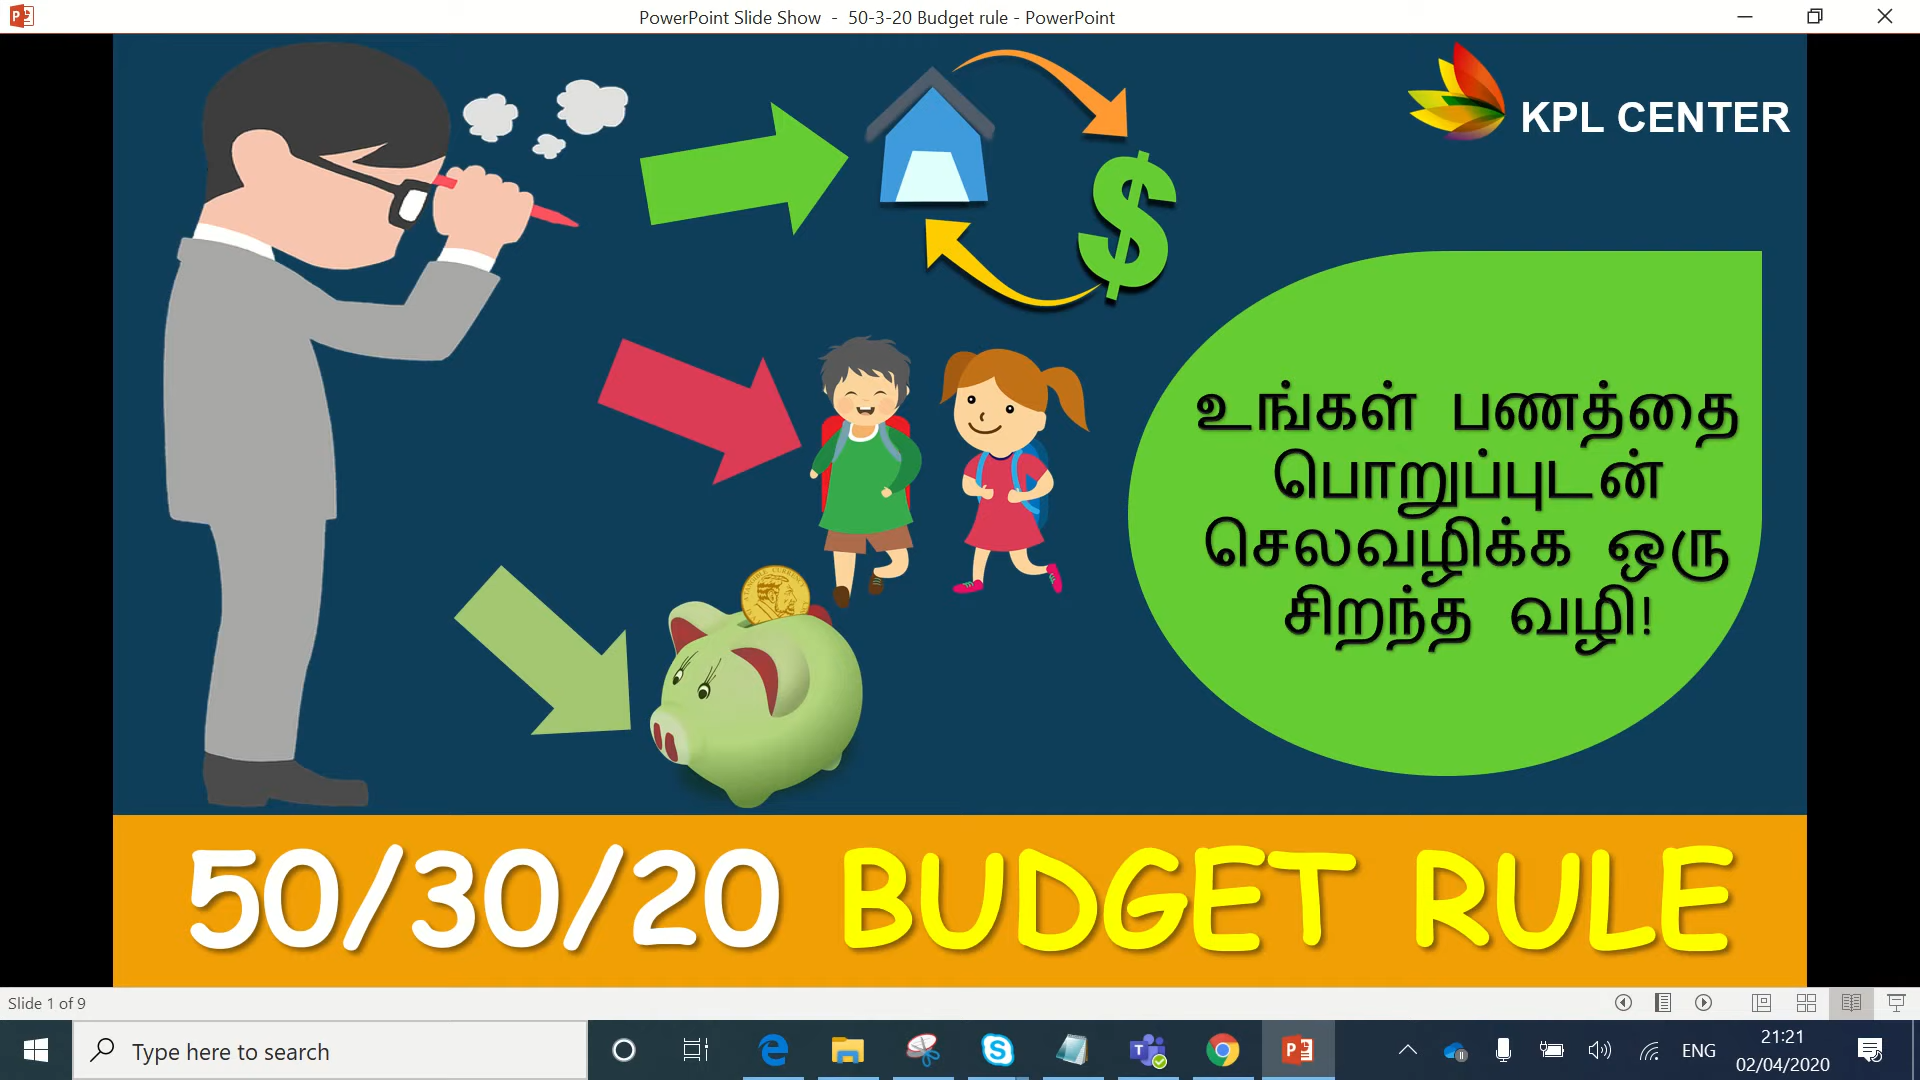 PowerPoint Slide Show - 50-3-20 Budget rule - PowerPoint
KPL CENTER
உங்கள் பணத்தை
பொறுப்புடன்
செலவழிக்க ஒரு
சிறந்த வழி!
50/30/20 BUDGET RULE
Slide 1 of 9
Type here to search
ENG
21:21
02/04/2020